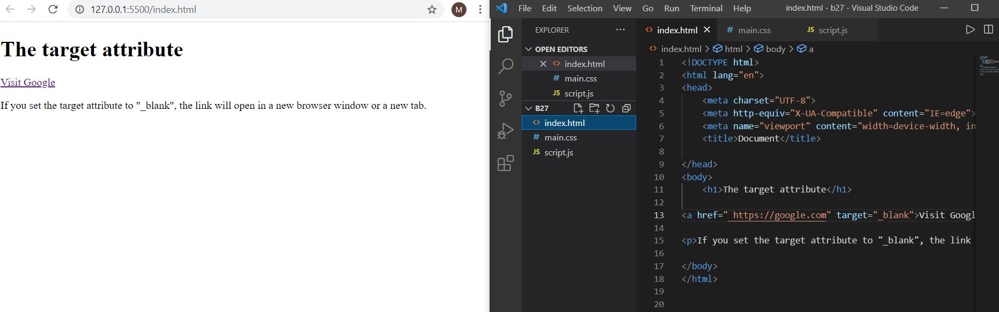 127.0.0.1:5500/index.html
M
The target attribute
Visit Google
If you set the target attribute to "_blank", the link will open in a new browser window or a new tab.
File Edit Selection View Go Run Terminal Help
index.html - b27 - Visual Studio Code
EXPLORER
OPEN EDITORS
index.html
# main.css
JS script.js
B27
<> index.html
# main.css
JS script.js
<> index.html
# main.css
JS script.js
<> index.html > html > body > a
1 <!DOCTYPE html>
2 <html lang="en">
3 <head>
4 <meta charset="UTF-8">
5 <meta http-equiv="X-UA-Compatible" content="IE=edge">
6 <meta name="viewport" content="width=device-width, in
7 <title>Document</title>
8
9 </head>
10 <body>
11 <h1>The target attribute</h1>
12
13 <a href=" https://google.com" target="_blank">Visit Googl
14
15 <p>If you set the target attribute to "_blank", the link
16
17 </body>
18 </html>
19
20